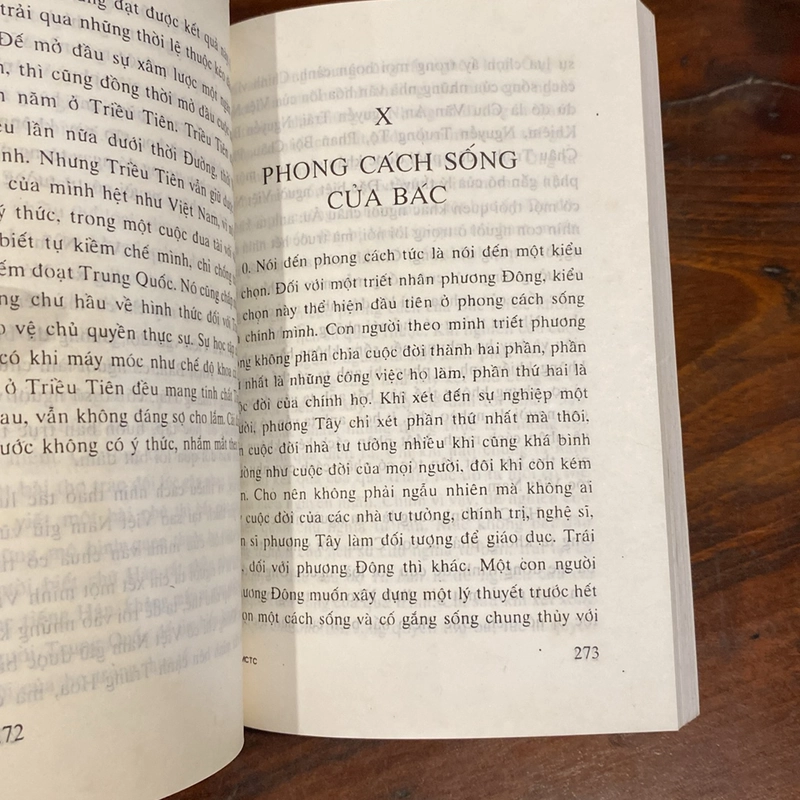 đạt được kết quả
trải qua những thời lệ thuộc
Đế mở đầu sự xâm lược một
thì cũng đồng thời mở đầu
năm ở Triều Tiên. Triều Tiên
lần nữa dưới thời Đường,
Nhưng Triều Tiên vẫn giữ
của mình hệt như Việt Nam,
ý thức, trong một cuộc đua tài với
biết tự kiềm chế mình, chỉ chống
đoạt Trung Quốc. Nó cũng
chư hầu về hình thức đối với
vệ chủ quyền thực sự. Sự học
có khi máy móc như chế độ khoa
ở Triều Tiên đều mang tính chất
vẫn không đáng sợ cho lắm.
không có ý thức, nhắm mắt
72
X
PHONG CÁCH SỐNG
CỦA BÁC
0. Nói đến phong cách tức là nói đến một kiểu
chọn. Đối với một triết nhân phương Đông, kiểu
chọn này thể hiện đầu tiên ở phong cách sống
chính mình. Con người theo minh triết phương
không phân chia cuộc đời thành hai phần, phần
nhất là những công việc họ làm, phần thứ hai là
đời của chính họ. Khi xét đến sự nghiệp một
phương Tây chỉ xét phần thứ nhất mà thôi.
cuộc đời nhà tư tưởng nhiều khi cũng khá bình
như cuộc đời của mọi người, đôi khi còn kém
Cho nên không phải ngẫu nhiên mà không ai
cuộc đời của các nhà tư tưởng, chính trị, nghệ sĩ,
sĩ phương Tây làm đối tượng để giáo dục. Trái
đối với phương Đông thì khác. Một con người
Đông muốn xây dựng một lý thuyết trước hết
một cách sống và cố gắng sống chung thủy với
MCTC
273